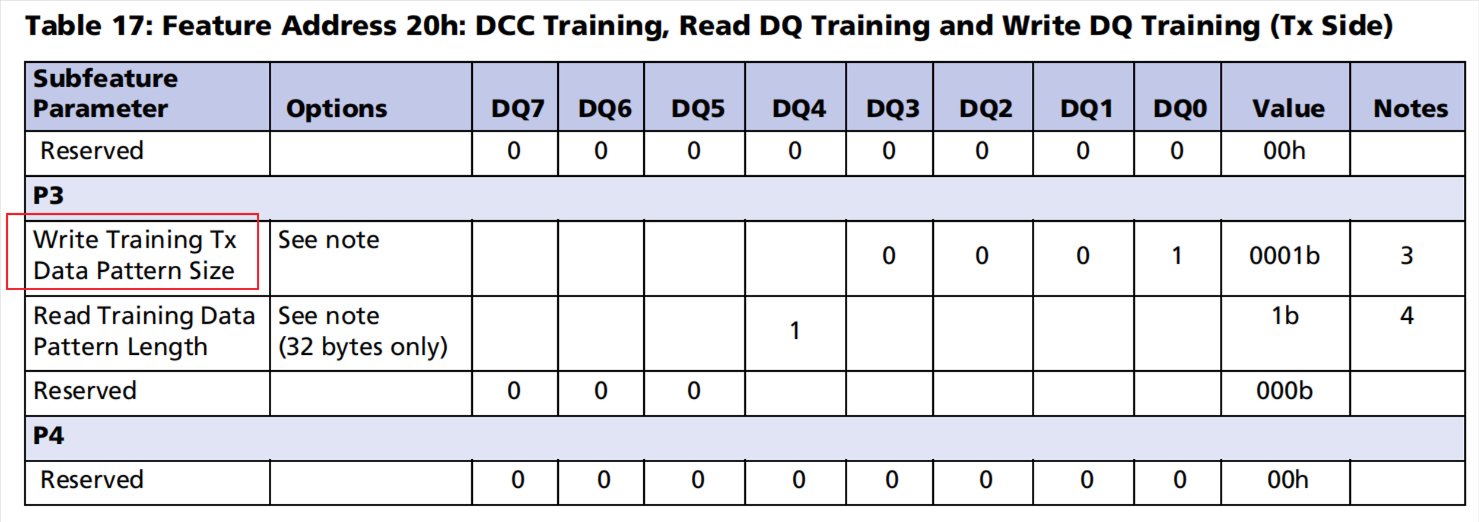 Table 17: Feature Address 20h: DCC Training, Read DQ Training and Write DQ Training (Tx Side)
Subfeature Parameter Options DQ7 DQ6 DQ5 DQ4 DQ3 DQ2 DQ1 DQ0 Value Notes
Reserved 0 0 0 0 0 0 0 0 00h
P3
Write Training Tx Data Pattern Size See note 0 0 0 1 0001b 3
Read Training Data Pattern Length See note (32 bytes only) 1 1b 4
Reserved 0 0 0 000b
P4
Reserved 0 0 0 0 0 0 0 0 00h